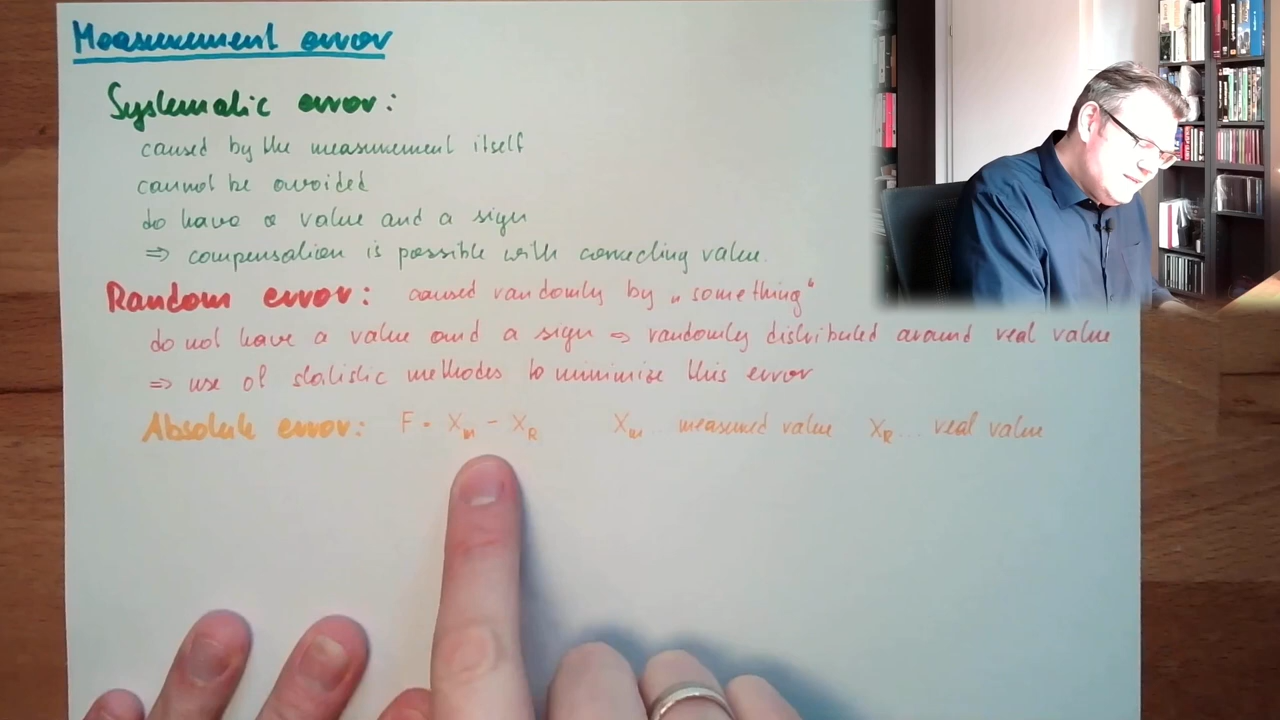 Measurement error
Systematic error:
caused by the measurement itself
cannot be avoided
do have a value and a sign
⇒ compensation is possible with correcting value.
Random error: caused randomly by „something“
do not have a value and a sign ⇒ randomly distributed around real value
⇒ use of statistic methodes to minimize this error
Absolute error: F = X_m - X_R X_m .. measured value X_R ... real value